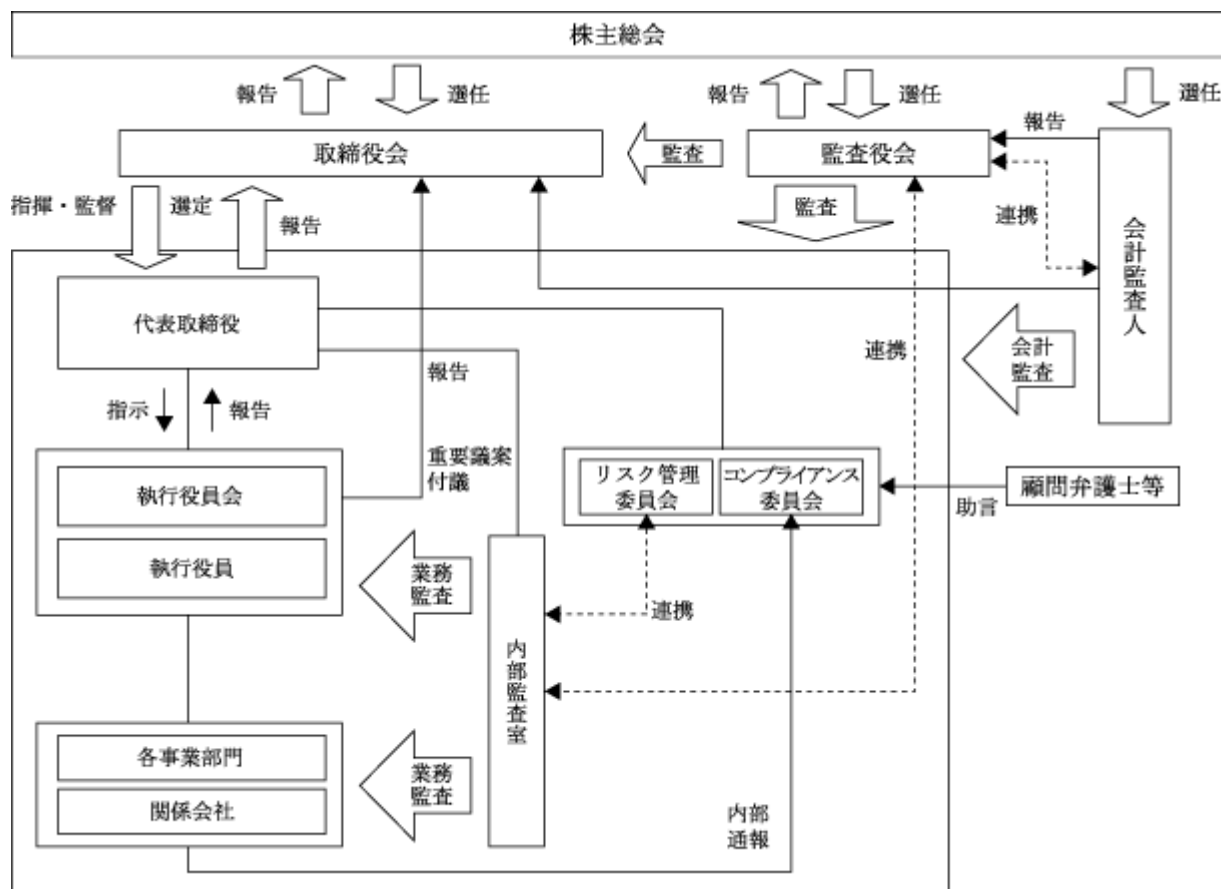 株主総会
報告
選任
報告
選任
選任
取締役会
監査
監査役会
報告
連携
会計監査人
指揮・監督
選定
報告
監査
代表取締役
報告
連携
会計
監査
指示
報告
重要議案
付議
執行役員会
執行役員
リスク管理
委員会
コンプライアンス
委員会
助言
顧問弁護士等
業務
監査
連携
内部監査室
各事業部門
関係会社
業務
監査
内部
通報